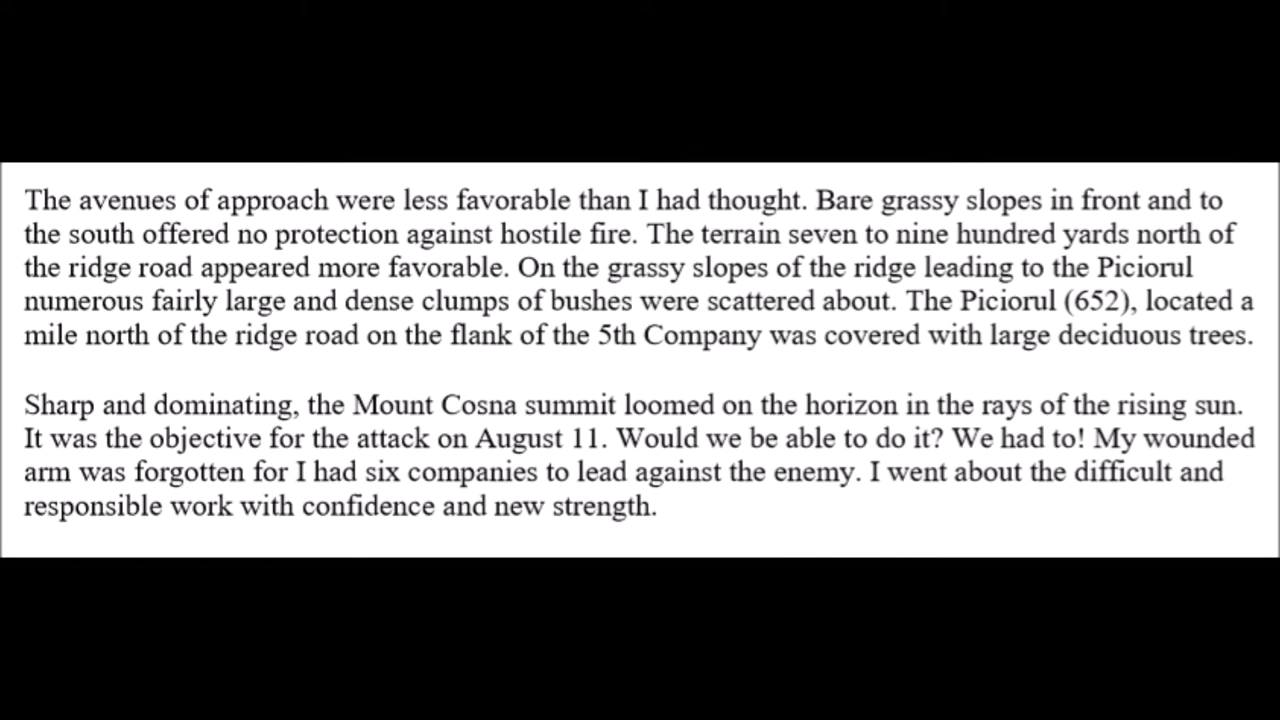 The avenues of approach were less favorable than I had thought. Bare grassy slopes in front and to
the south offered no protection against hostile fire. The terrain seven to nine hundred yards north of
the ridge road appeared more favorable. On the grassy slopes of the ridge leading to the Piciorul
numerous fairly large and dense clumps of bushes were scattered about. The Piciorul (652), located a
mile north of the ridge road on the flank of the 5th Company was covered with large deciduous trees.
Sharp and dominating, the Mount Cosna summit loomed on the horizon in the rays of the rising sun.
It was the objective for the attack on August 11. Would we be able to do it? We had to! My wounded
arm was forgotten for I had six companies to lead against the enemy. I went about the difficult and
responsible work with confidence and new strength.